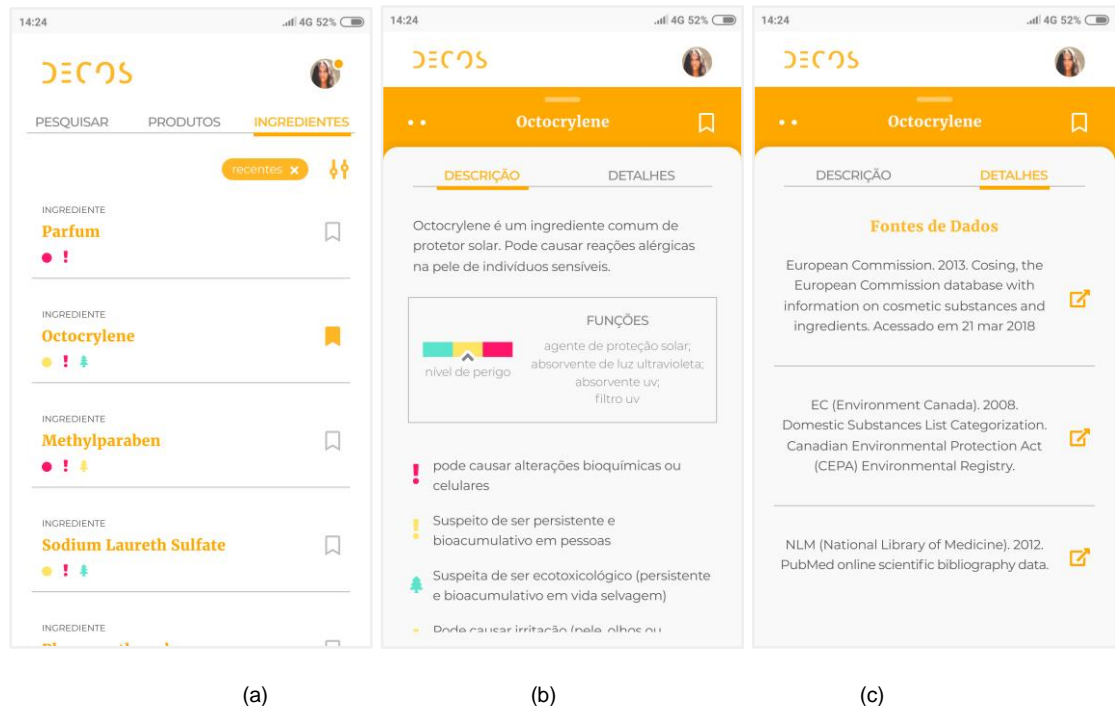 14:24
4G 52%
DECOS
PESQUISAR PRODUTOS INGREDIENTES
recentes x
INGREDIENTE
Parfum
!
INGREDIENTE
Octocrylene
!
INGREDIENTE
Methylparaben
!
INGREDIENTE
Sodium Laureth Sulfate
!
INGREDIENTE
(a)
14:24
4G 52%
DECOS
Octocrylene
DESCRIÇÃO DETALHES
Octocrylene é um ingrediente comum de
protetor solar. Pode causar reações alérgicas
na pele de indivíduos sensíveis.
nível de perigo
FUNÇÕES
agente de proteção solar;
absorvente de luz ultravioleta;
absorvente uv;
filtro uv
! pode causar alterações bioquímicas ou
celulares
! Suspeito de ser persistente e
bioacumulativo em pessoas
Suspeita de ser ecotoxicológico (persistente
e bioacumulativo em vida selvagem)
Pode causar irritação (pele, olhos ou
(b)
14:24
4G 52%
DECOS
Octocrylene
DESCRIÇÃO DETALHES
Fontes de Dados
European Commission. 2013. Cosing, the
European Commission database with
information on cosmetic substances and
ingredients. Acessado em 21 mar 2018
EC (Environment Canada). 2008.
Domestic Substances List Categorization.
Canadian Environmental Protection Act
(CEPA) Environmental Registry.
NLM (National Library of Medicine). 2012.
PubMed online scientific bibliography data.
(c)